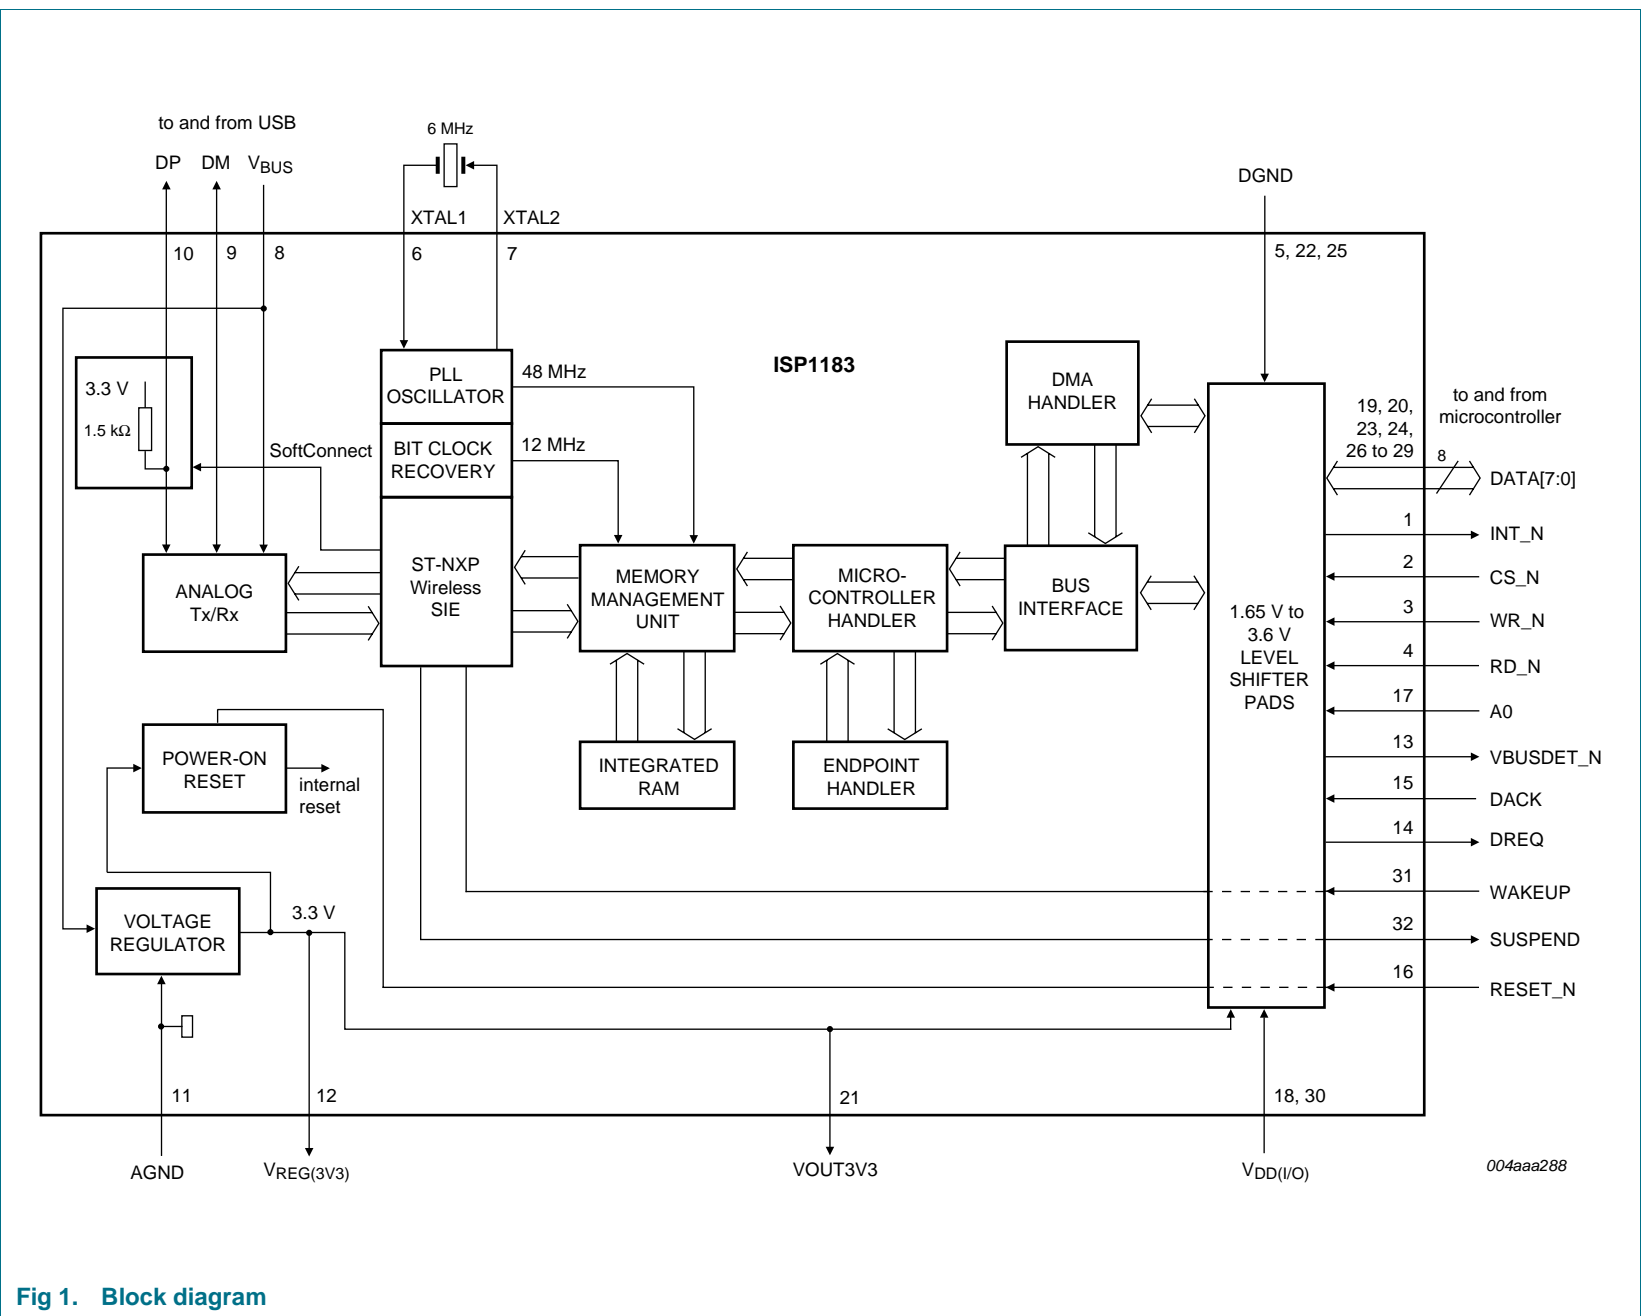 to and from USB
DP DM VBUS
6 MHz
XTAL1 XTAL2
DGND
10 9 8 6 7
5, 22, 25
ISP1183
3.3 V
1.5 kΩ
SoftConnect
PLL
OSCILLATOR
48 MHz
BIT CLOCK
RECOVERY
12 MHz
DMA
HANDLER
19, 20,
23, 24,
26 to 29
to and from
microcontroller
8
DATA[7:0]
1
INT_N
2
CS_N
3
WR_N
4
RD_N
17
A0
13
VBUSDET_N
15
DACK
14
DREQ
31
WAKEUP
32
SUSPEND
16
RESET_N
ANALOG
Tx/Rx
ST-NXP
Wireless
SIE
MEMORY
MANAGEMENT
UNIT
MICRO-
CONTROLLER
HANDLER
BUS
INTERFACE
1.65 V to
3.6 V
LEVEL
SHIFTER
PADS
POWER-ON
RESET
internal
reset
INTEGRATED
RAM
ENDPOINT
HANDLER
VOLTAGE
REGULATOR
3.3 V
11 12 21 18, 30
AGND VREG(3V3) VOUT3V3 VDD(I/O)
004aaa288
Fig 1. Block diagram